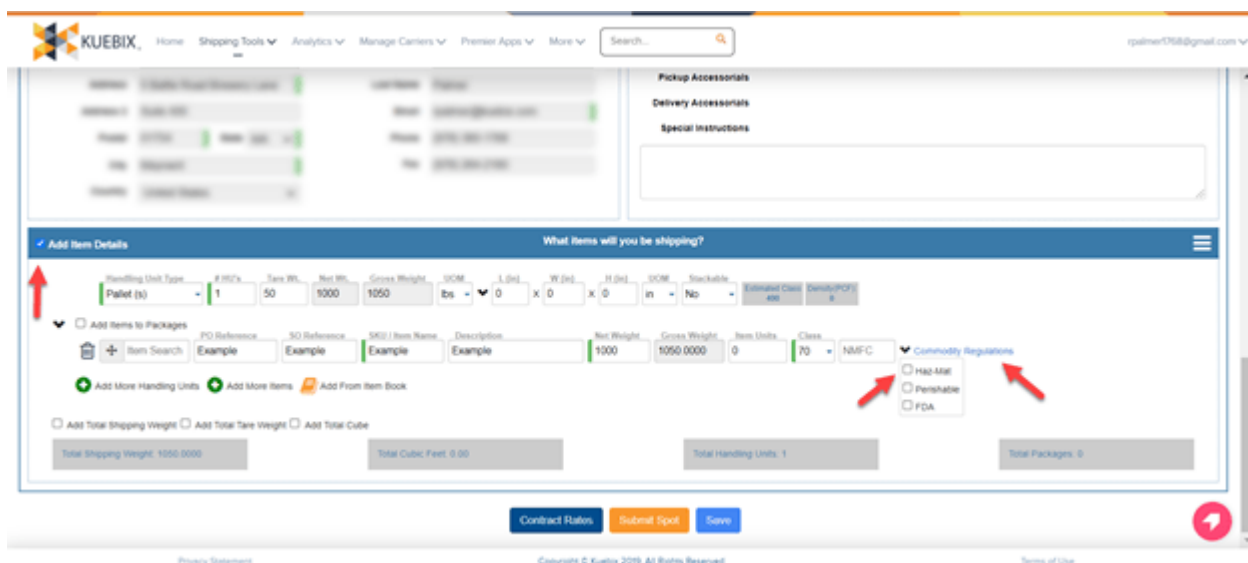 KUEBIX Home Shipping Tools Analytics Manage Carriers Premier Apps More Search... rpalmer1768@gmail.com
Pickup Accessorials
Delivery Accessorials
Special Instructions
Add Item Details What items will you be shipping?
Handling Unit Type # HU's Tare Wt. Net Wt. Gross Weight UOM L (in) W (in) H (in) UOM Stackable
Pallet (s) 1 50 1000 1050 lbs 0 X 0 X 0 in No Estimated Class Density(PCF)
Add Items to Packages
PO Reference SO Reference SKU / Item Name Description Net Weight Gross Weight Item Units Class
Item Search Example Example Example Example 1000 1050.0000 0 70 NMFC Commodity Regulations
Haz-Mat
Perishable
FDA
Add More Handling Units Add More Items Add From Item Book
Add Total Shipping Weight Add Total Tare Weight Add Total Cube
Total Shipping Weight: 1050.0000 Total Cubic Feet: 0.00 Total Handling Units: 1 Total Packages: 0
Contract Rates Submit Spot Save
Privacy Statement Copyright © Kuebix 2019. All Rights Reserved. Terms of Use